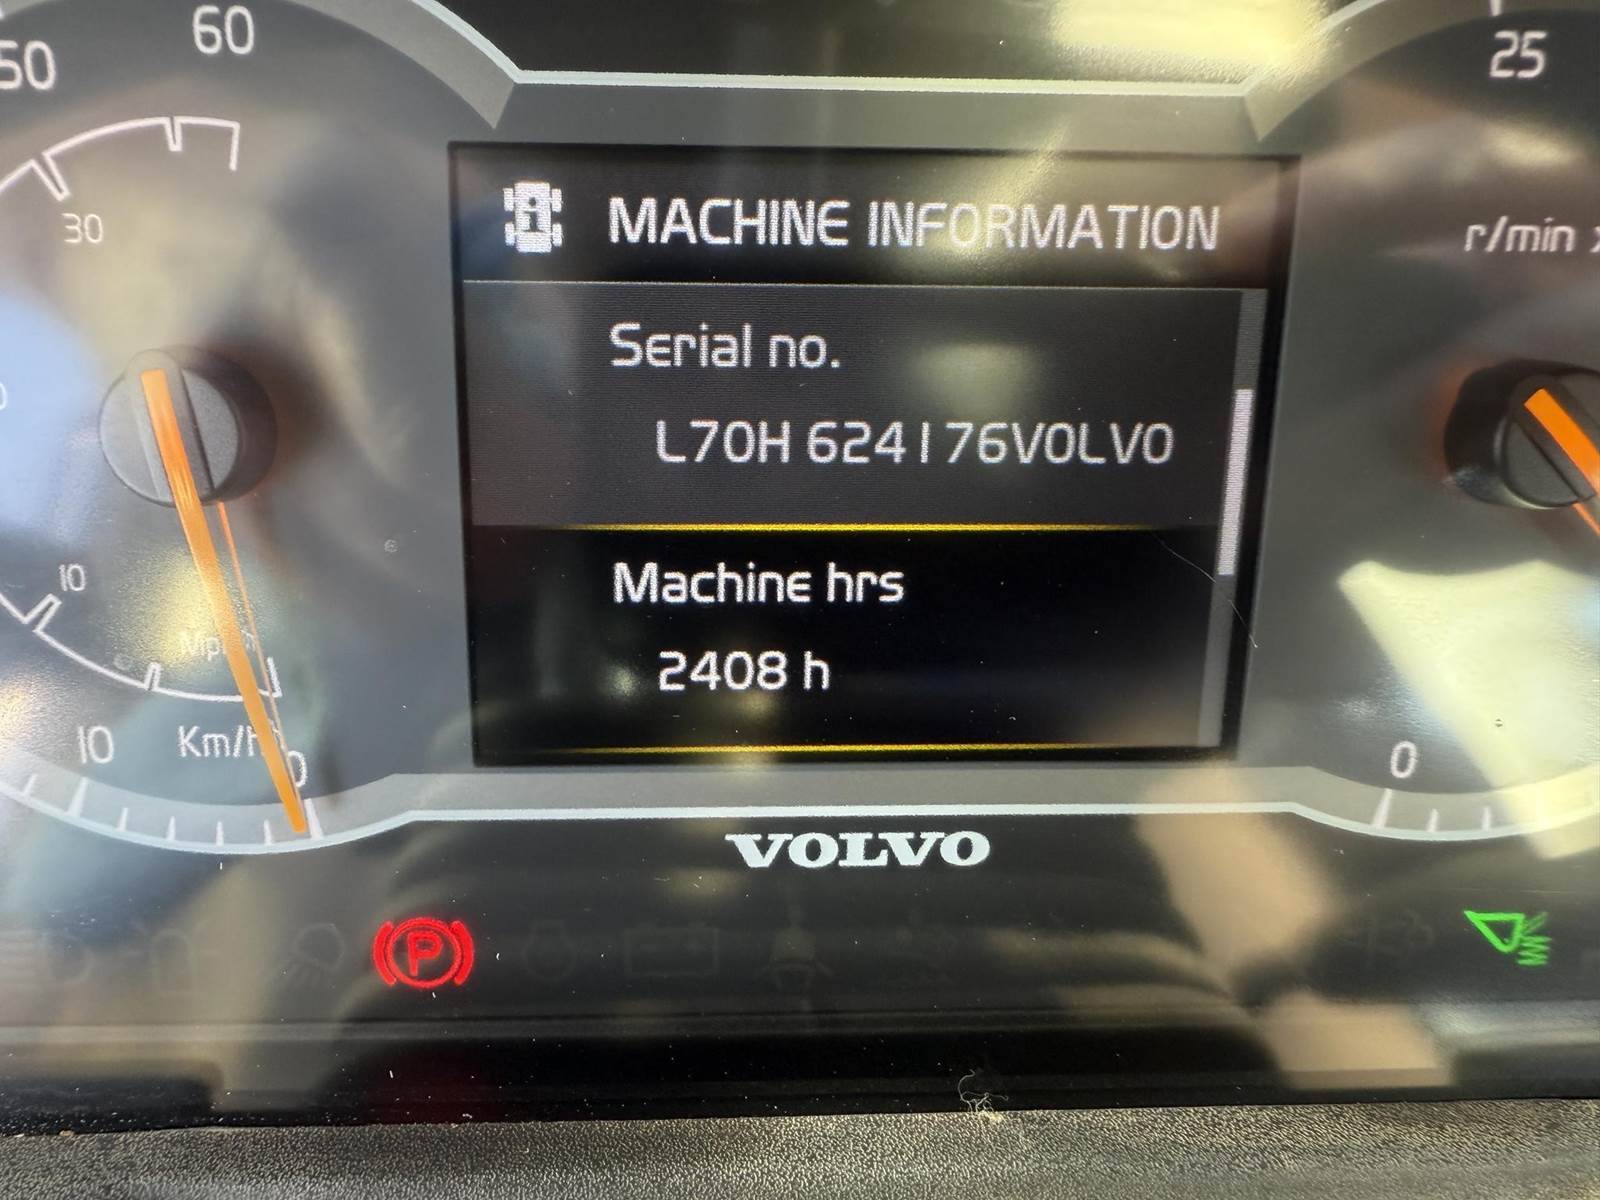 60
50
25
30
r/min x
MACHINE INFORMATION
Serial no.
L70H 624176VOLVO
Machine hrs
2408 h
10
10
Km/h
0
0
VOLVO
P